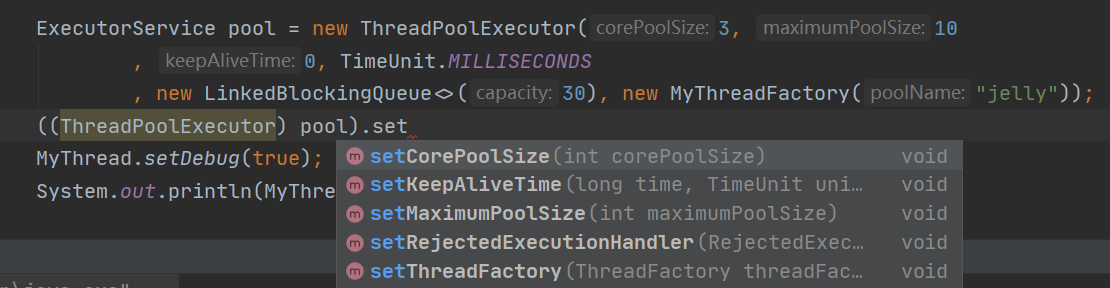 ExecutorService pool = new ThreadPoolExecutor( corePoolSize: 3, maximumPoolSize: 10
, keepAliveTime: 0, TimeUnit.MILLISECONDS
, new LinkedBlockingQueue<>( capacity: 30), new MyThreadFactory( poolName: "jelly"));
((ThreadPoolExecutor) pool).set
MyThread.setDebug(true);
System.out.println(MyThre
setCorePoolSize(int corePoolSize) void
setKeepAliveTime(long time, TimeUnit uni… void
setMaximumPoolSize(int maximumPoolSize) void
setRejectedExecutionHandler(RejectedExec… void
setThreadFactory(ThreadFactory threadFac… void